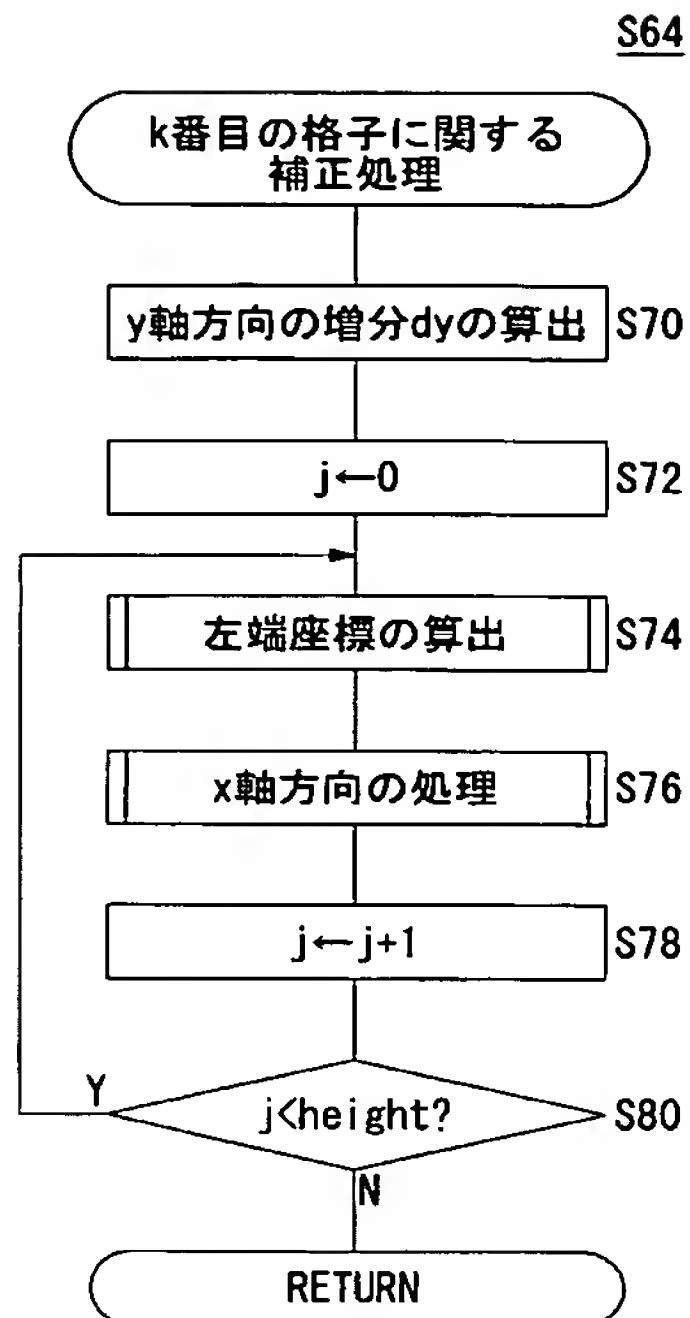 S64
k番目の格子に関する
補正処理
y軸方向の増分dyの算出 S70
j←0 S72
左端座標の算出 S74
x軸方向の処理 S76
j←j+1 S78
Y
j<height? S80
N
RETURN